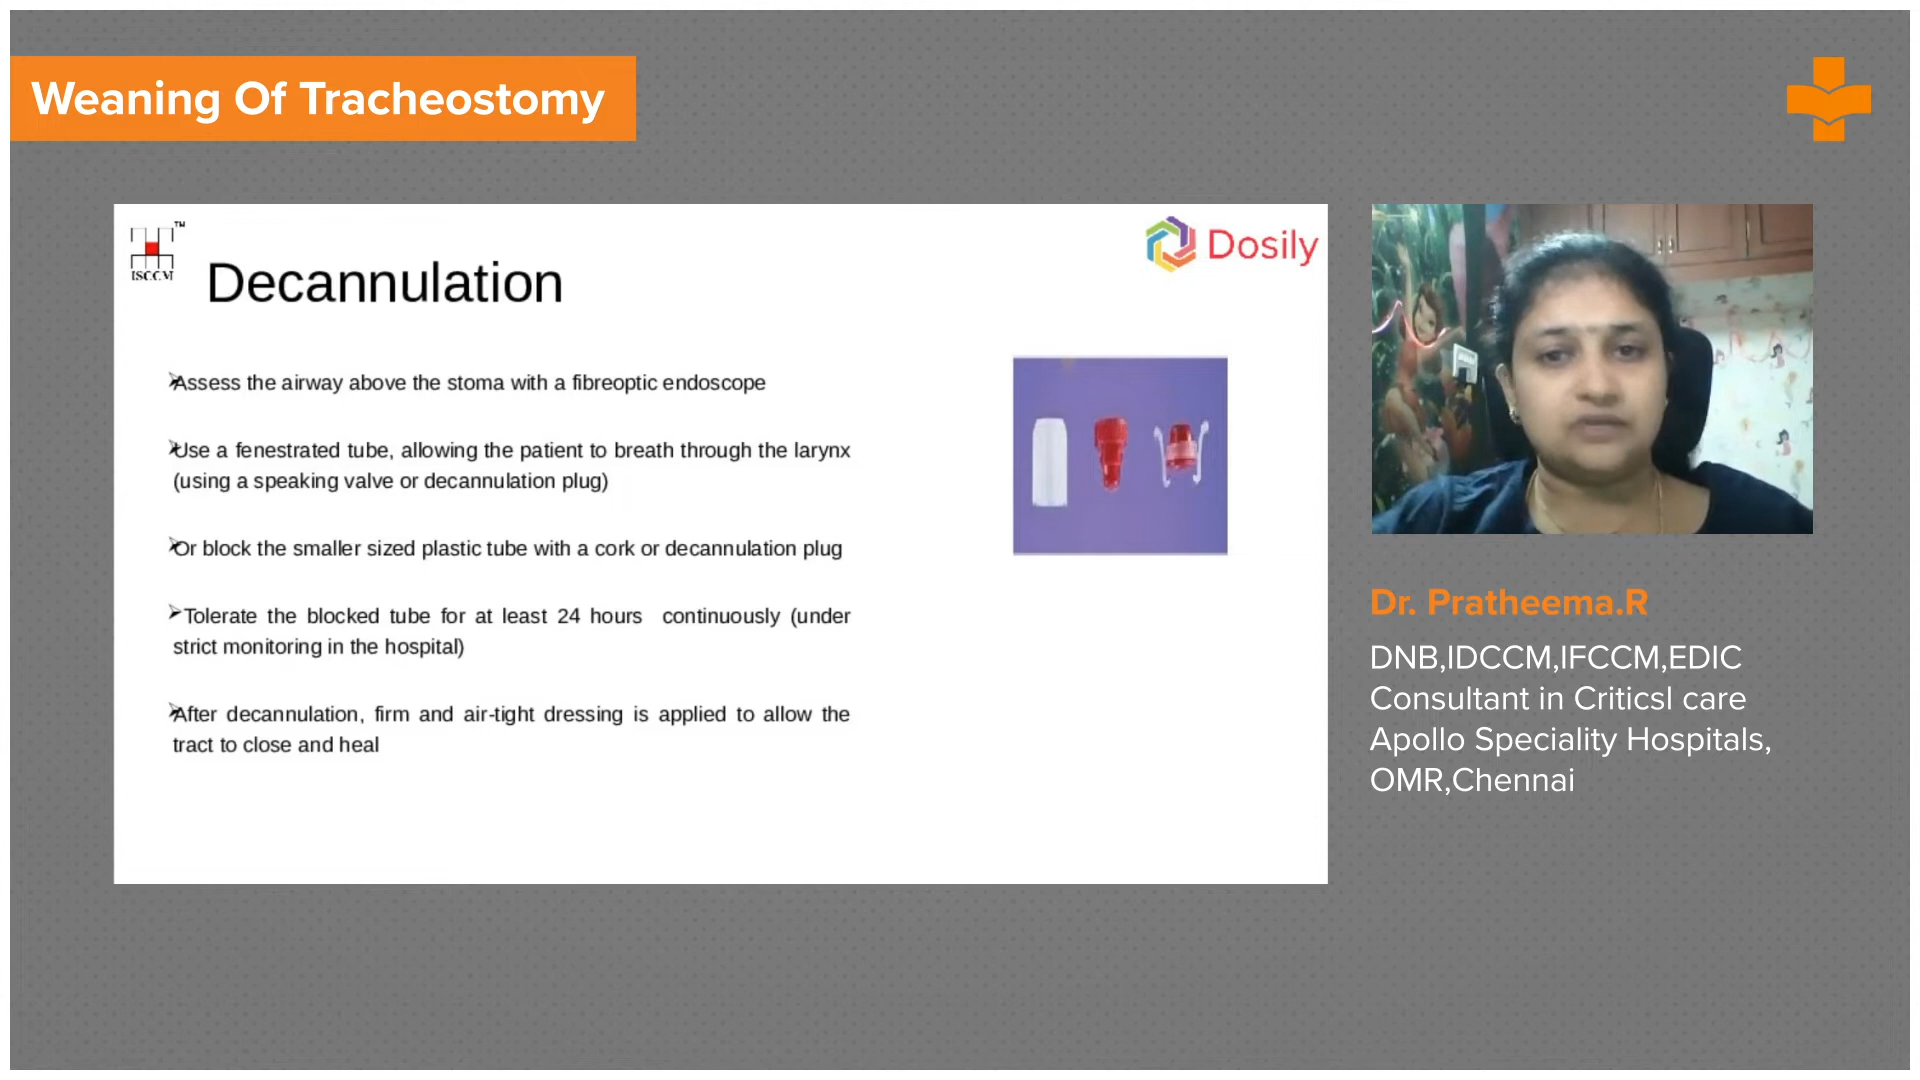 Weaning Of Tracheostomy
ISCCM
TM
Dosily
Decannulation
Assess the airway above the stoma with a fibreoptic endoscope
Use a fenestrated tube, allowing the patient to breath through the larynx
(using a speaking valve or decannulation plug)
Or block the smaller sized plastic tube with a cork or decannulation plug
Tolerate the blocked tube for at least 24 hours continuously (under
strict monitoring in the hospital)
After decannulation, firm and air-tight dressing is applied to allow the
tract to close and heal
Dr. Pratheema.R
DNB,IDCCM,IFCCM,EDIC
Consultant in Criticsl care
Apollo Speciality Hospitals,
OMR,Chennai